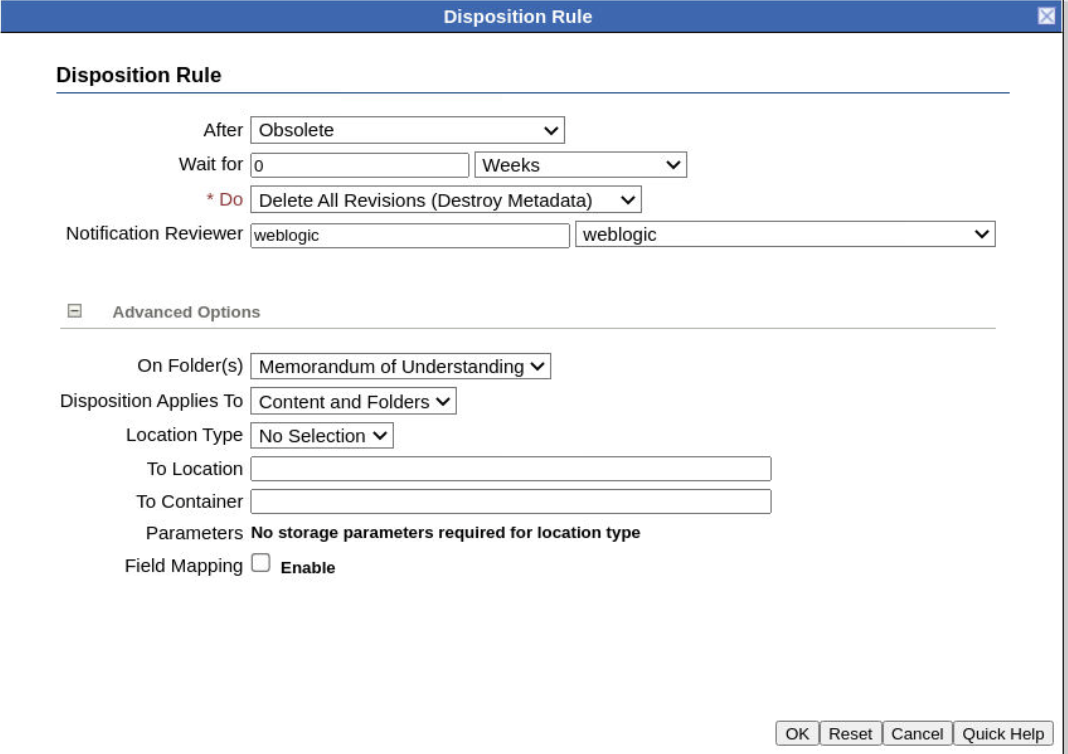 Disposition Rule
Disposition Rule
After Obsolete
Wait for 0 Weeks
* Do Delete All Revisions (Destroy Metadata)
Notification Reviewer weblogic weblogic
Advanced Options
On Folder(s) Memorandum of Understanding
Disposition Applies To Content and Folders
Location Type No Selection
To Location
To Container
Parameters No storage parameters required for location type
Field Mapping Enable
OK Reset Cancel Quick Help